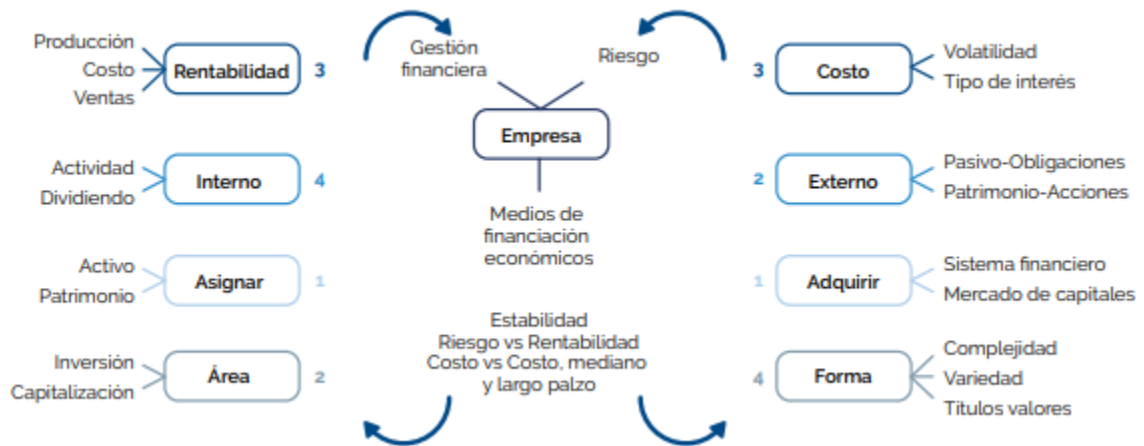 Producción
Costo
Ventas
Rentabilidad
3
Actividad
Dividiendo
Interno
4
Activo
Patrimonio
Asignar
1
Inversión
Capitalización
Área
2
Gestión
financiera
Riesgo
Empresa
Medios de
financiación
económicos
Estabilidad
Riesgo vs Rentabilidad
Costo vs Costo, mediano
y largo palzo
3
Costo
Volatilidad
Tipo de interés
2
Externo
Pasivo-Obligaciones
Patrimonio-Acciones
1
Adquirir
Sistema financiero
Mercado de capitales
4
Forma
Complejidad
Variedad
Titulos valores